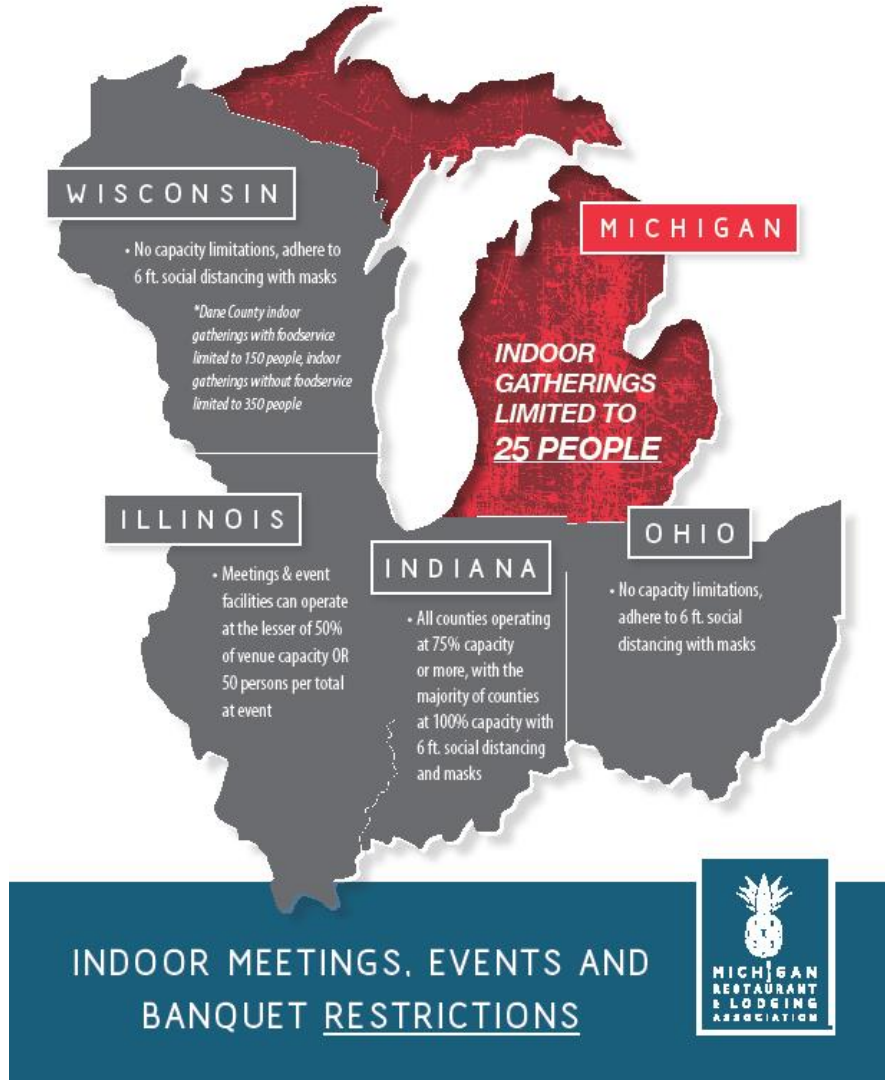 WISCONSIN
• No capacity limitations, adhere to
6 ft. social distancing with masks
*Dane County indoor
gatherings with foodservice
limited to 150 people, indoor
gatherings without foodservice
limited to 350 people
MICHIGAN
INDOOR
GATHERINGS
LIMITED TO
25 PEOPLE
ILLINOIS
• Meetings & event
facilities can operate
at the lesser of 50%
of venue capacity OR
50 persons per total
at event
INDIANA
• All counties operating
at 75% capacity
or more, with the
majority of counties
at 100% capacity with
6 ft. social distancing
and masks
OHIO
• No capacity limitations,
adhere to 6 ft. social
distancing with masks
INDOOR MEETINGS, EVENTS AND
BANQUET RESTRICTIONS
MICHIGAN
RESTAURANT
& LODGING
ASSOCIATION